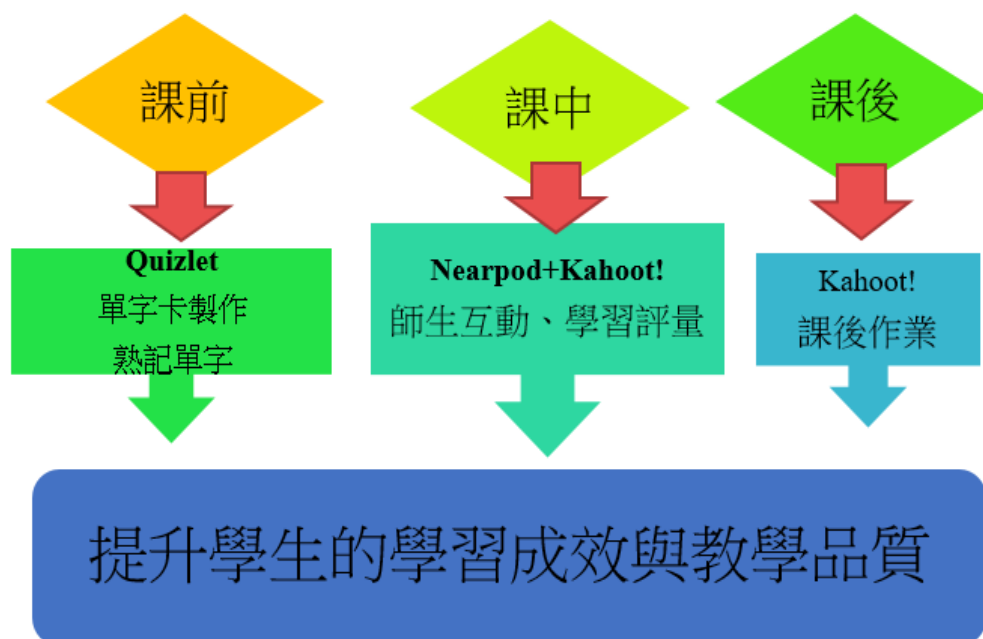 課前
Quizlet
單字卡製作
熟記單字
課中
Nearpod+Kahoot!
師生互動、學習評量
課後
Kahoot!
課後作業
提升學生的學習成效與教學品質